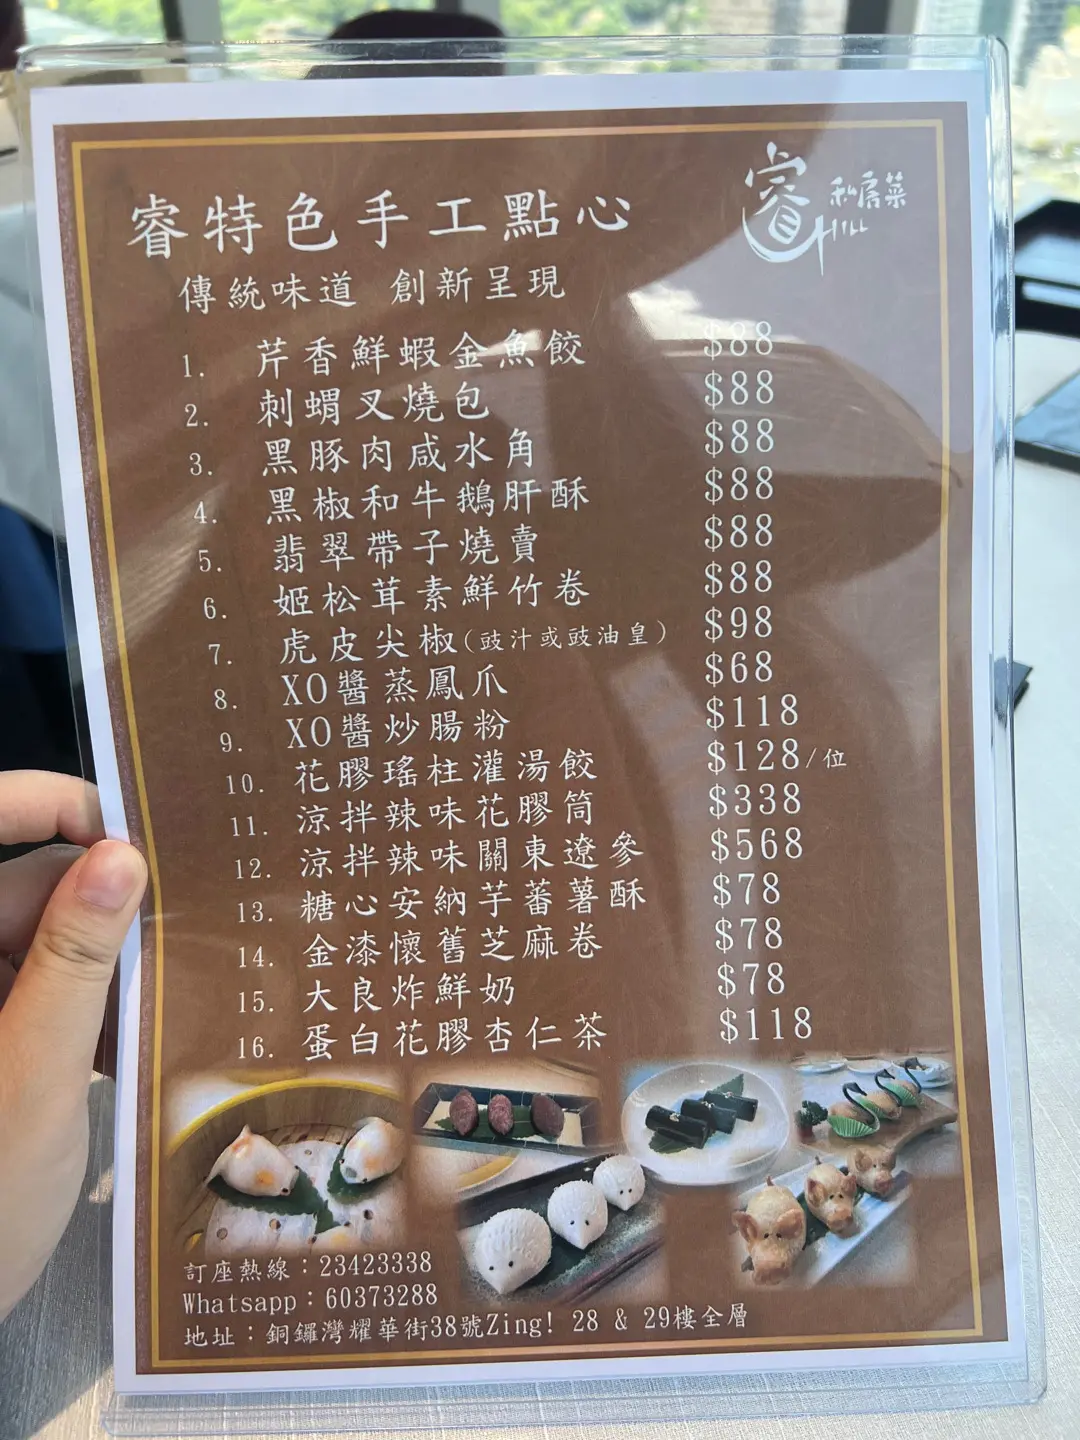 睿私房菜
HILL
睿特色手工點心
傳統味道 創新呈現
1. 芹香鮮蝦金魚餃 $88
2. 刺蝟叉燒包 $88
3. 黑豚肉咸水角 $88
4. 黑椒和牛鵝肝酥 $88
5. 翡翠帶子燒賣 $88
6. 姬松茸素鮮竹卷 $88
7. 虎皮尖椒(豉汁或豉油皇) $98
8. XO醬蒸鳳爪 $68
9. XO醬炒腸粉 $118
10. 花膠瑤柱灌湯餃 $128/位
11. 涼拌辣味花膠筒 $338
12. 涼拌辣味關東遼參 $568
13. 糖心安納芋蕃薯酥 $78
14. 金漆懷舊芝麻卷 $78
15. 大良炸鮮奶 $78
16. 蛋白花膠杏仁茶 $118
訂座熱線：23423338
Whatsapp：60373288
地址：銅鑼灣耀華街38號Zing! 28 & 29樓全層